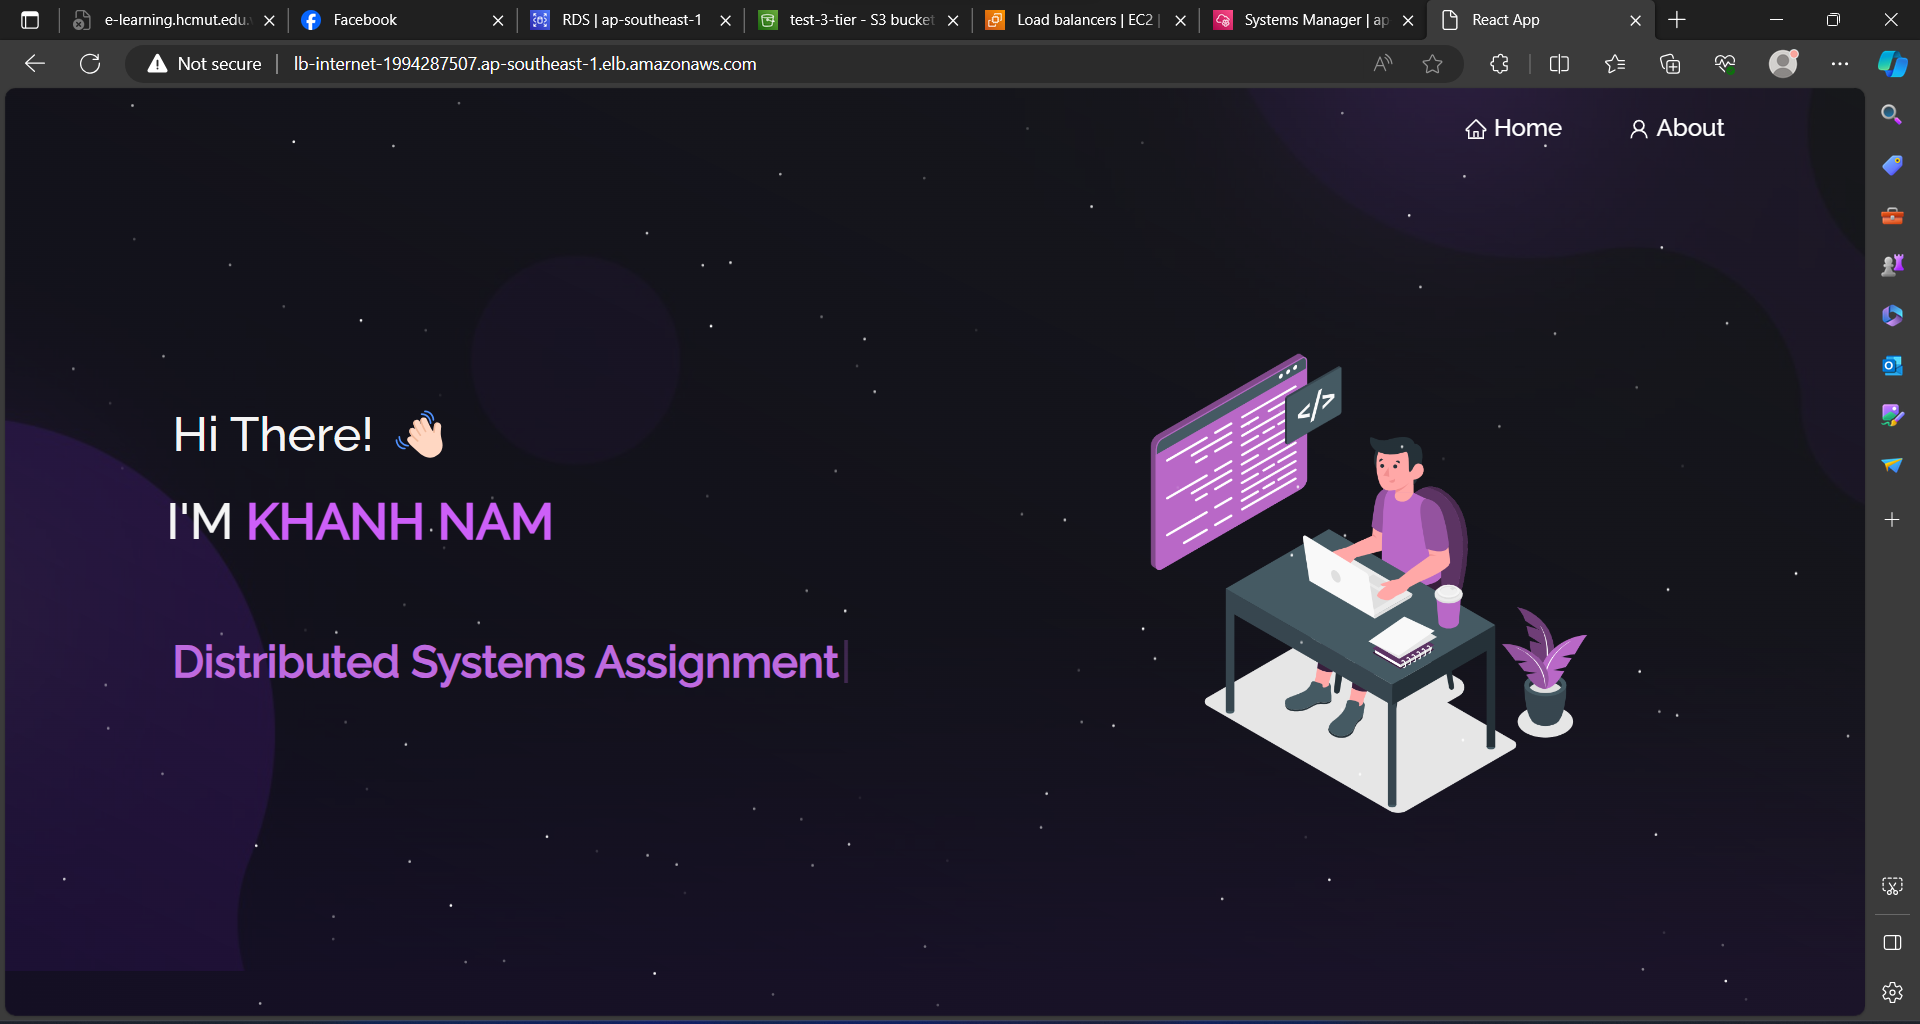 e-learning.hcmut.edu.
Facebook
RDS | ap-southeast-1
test-3-tier - S3 bucket
Load balancers | EC2 |
Systems Manager | ap
React App
Not secure
lb-internet-1994287507.ap-southeast-1.elb.amazonaws.com
Home
About
Hi There!
I'M KHANH NAM
Distributed Systems Assignment
</>